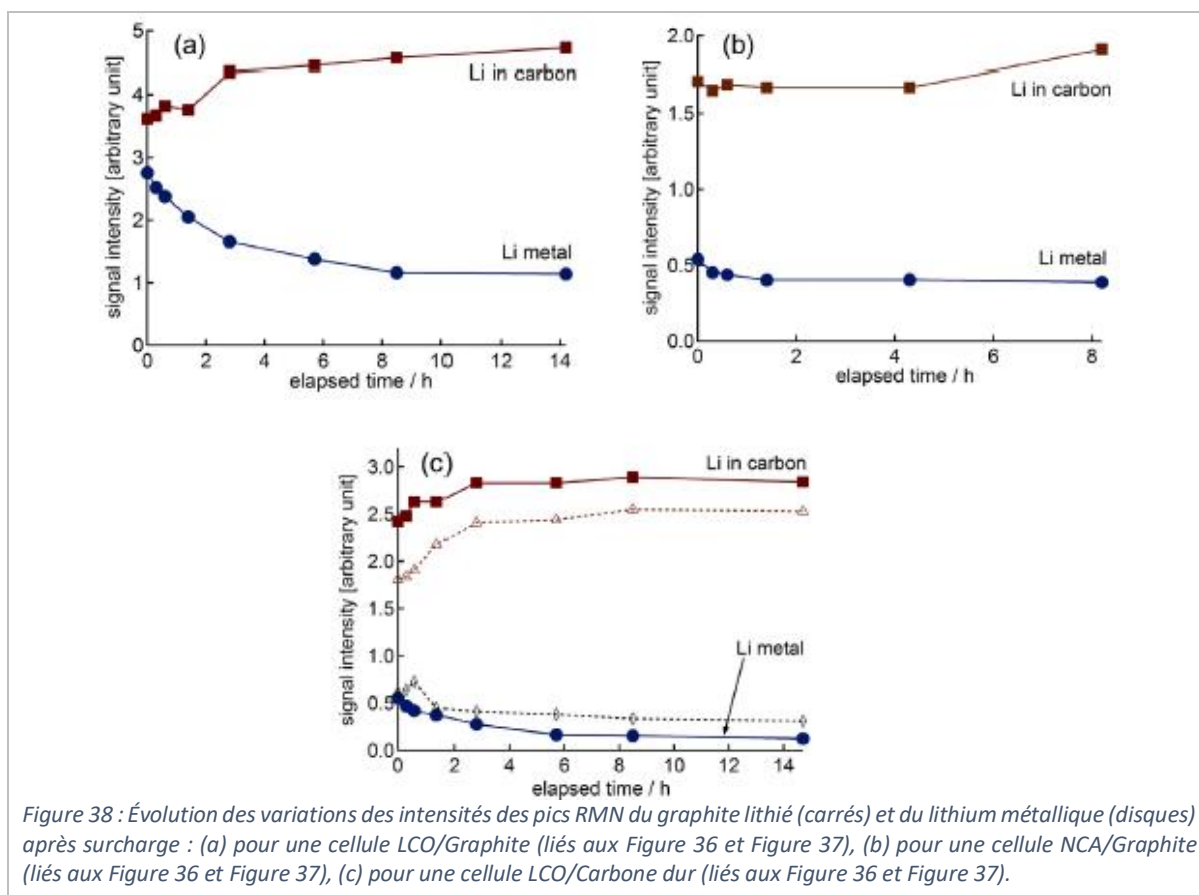 (a)
5
4
3
2
1
0
signal intensity [arbitrary unit]
Li in carbon
Li metal
0 2 4 6 8 10 12 14
elapsed time / h
(b)
2.0
1.5
1.0
0.5
0.0
signal intensity [arbitrary unit]
Li in carbon
Li metal
0 2 4 6 8
elapsed time / h
(c)
3.0
2.5
2.0
1.5
1.0
0.5
0.0
signal intensity [arbitrary unit]
Li in carbon
Li metal
0 2 4 6 8 10 12 14
elapsed time / h
Figure 38 : Évolution des variations des intensités des pics RMN du graphite lithié (carrés) et du lithium métallique (disques)
après surcharge : (a) pour une cellule LCO/Graphite (liés aux Figure 36 et Figure 37), (b) pour une cellule NCA/Graphite
(liés aux Figure 36 et Figure 37), (c) pour une cellule LCO/Carbone dur (liés aux Figure 36 et Figure 37).